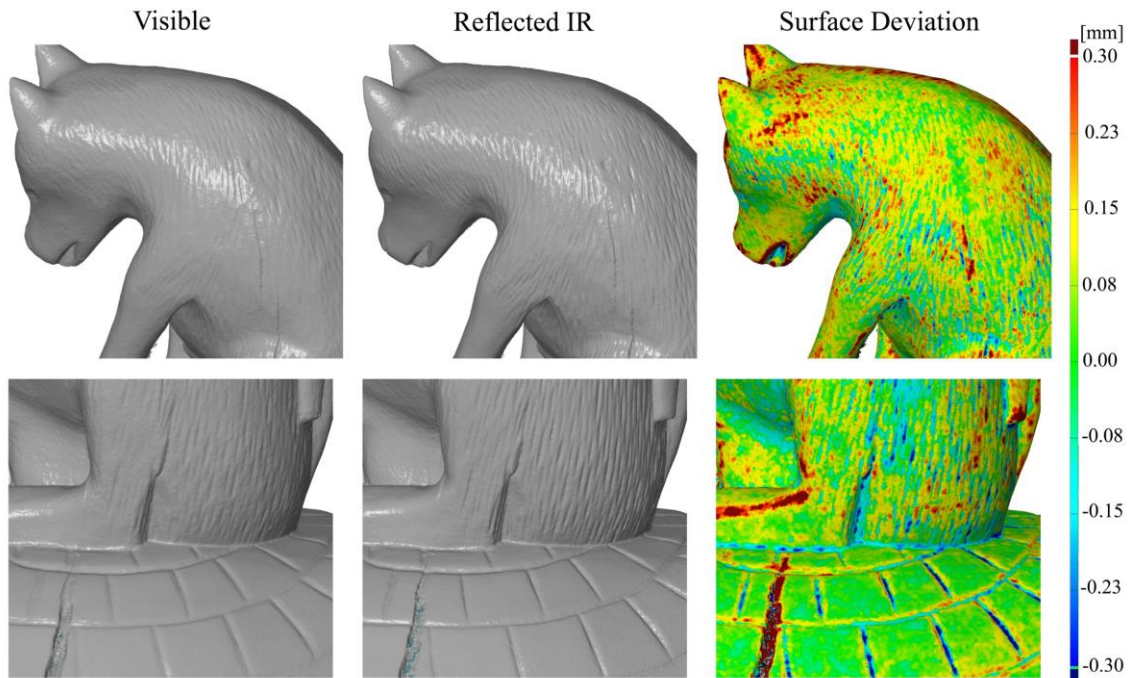 Visible
Reflected IR
Surface Deviation
[mm]
0.30
0.23
0.15
0.08
0.00
-0.08
-0.15
-0.23
-0.30